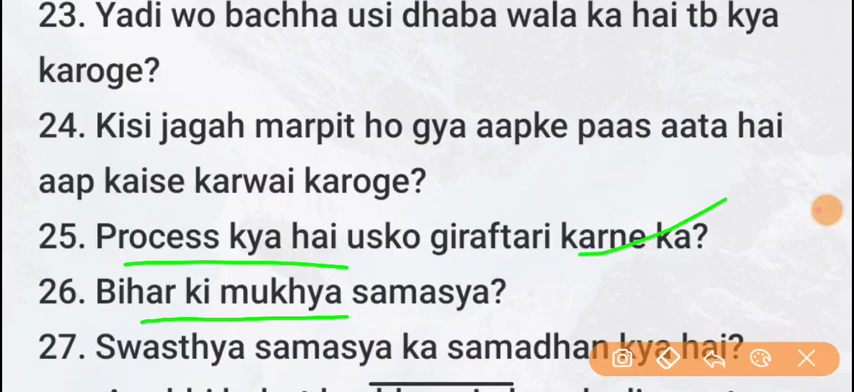 23. Yadi wo bachha usi dhaba wala ka hai tb kya
karoge?
24. Kisi jagah marpit ho gya aapke paas aata hai
aap kaise karwai karoge?
25. Process kya hai usko giraftari karne ka?
26. Bihar ki mukhya samasya?
27. Swasthya samasya ka samadhan kya hai?